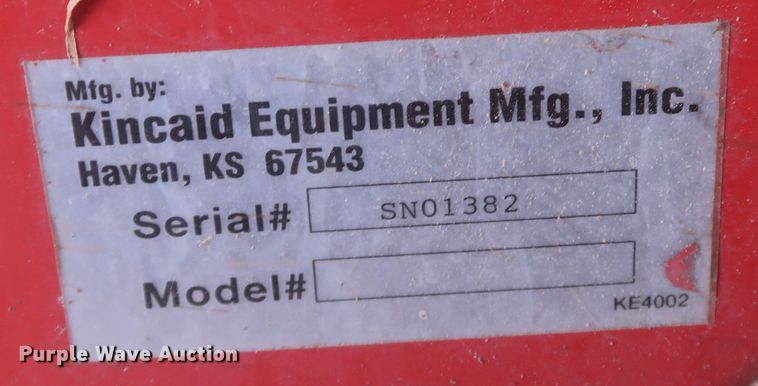 Mfg. by:
Kincaid Equipment Mfg., Inc.
Haven, KS 67543
Serial# SN01382
Model#
KE4002
Purple Wave Auction